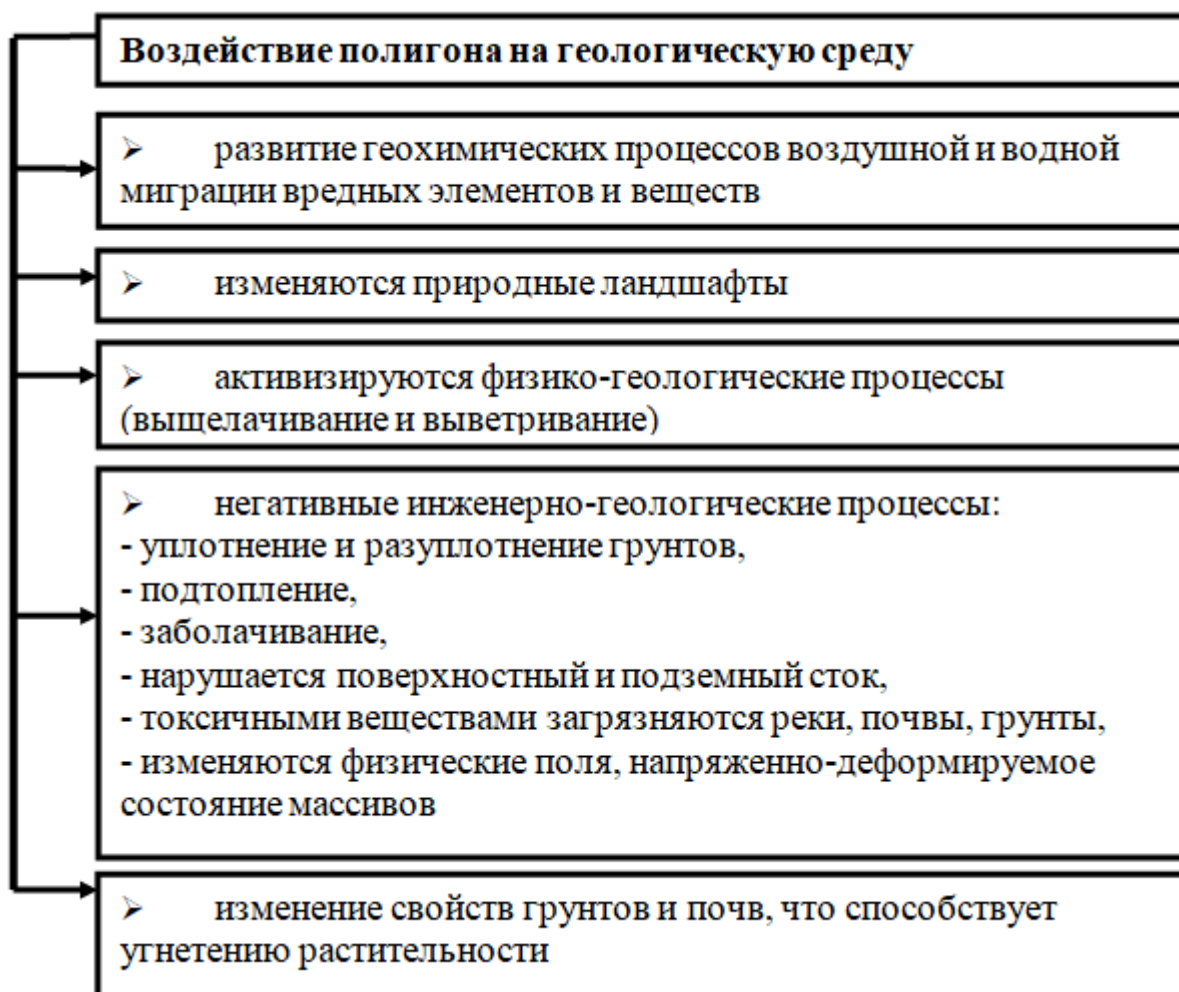 Воздействие полигона на геологическую среду
➢ развитие геохимических процессов воздушной и водной
миграции вредных элементов и веществ
➢ изменяются природные ландшафты
➢ активизируются физико-геологические процессы
(выщелачивание и выветривание)
➢ негативные инженерно-геологические процессы:
- уплотнение и разуплотнение грунтов,
- подтопление,
- заболачивание,
- нарушается поверхностный и подземный сток,
- токсичными веществами загрязняются реки, почвы, грунты,
- изменяются физические поля, напряженно-деформируемое
состояние массивов
➢ изменение свойств грунтов и почв, что способствует
угнетению растительности